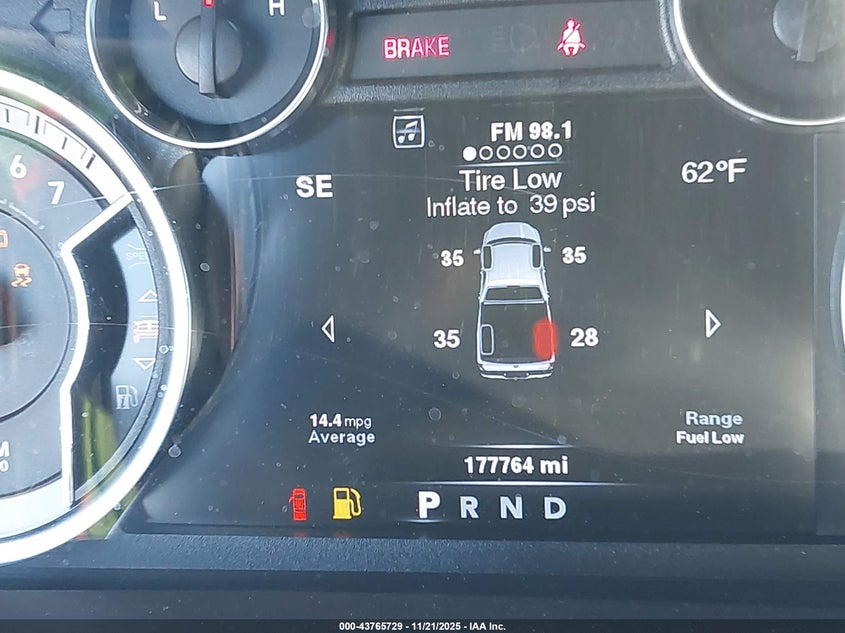 L
H
BRAKE
FM 98.1
SE
Tire Low
62°F
Inflate to 39 psi
6
7
35
35
35
28
14.4 mpg
Average
Range
Fuel Low
177764 mi
P R N D
000-43765729 - 11/21/2025 - IAA Inc.